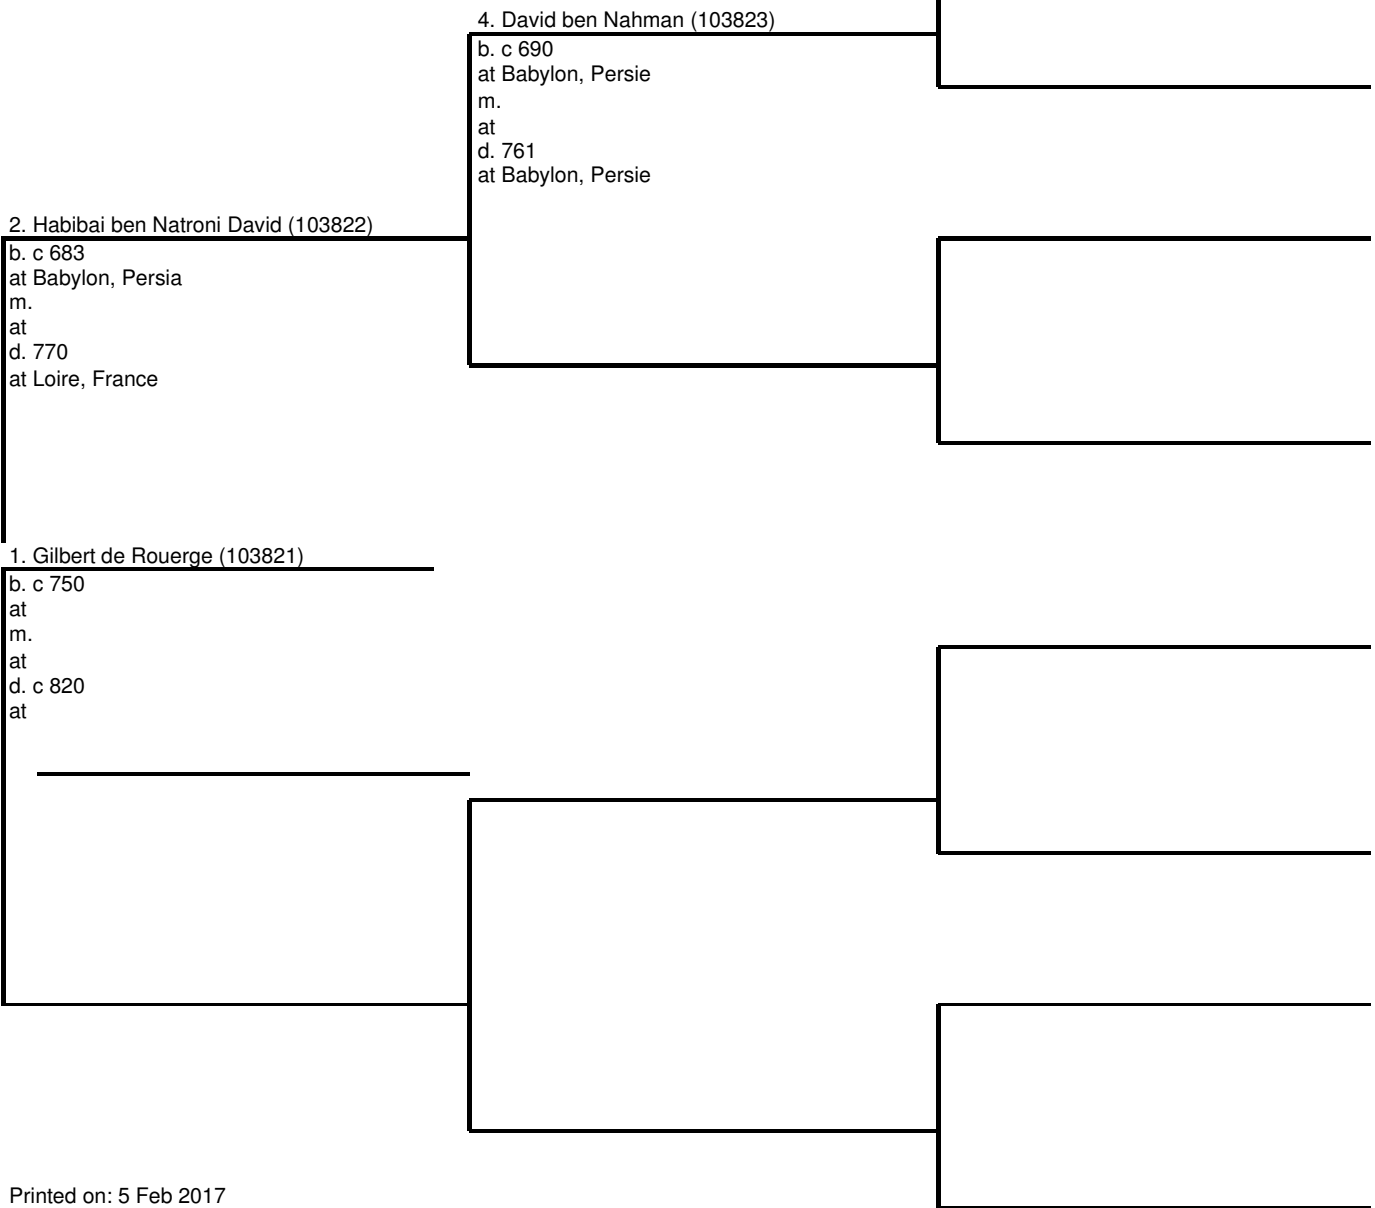 4. David ben Nahman (103823)
b. c 690
at Babylon, Persie
m.
at
d. 761
at Babylon, Persie
2. Habibai ben Natroni David (103822)
b. c 683
at Babylon, Persia
m.
at
d. 770
at Loire, France
1. Gilbert de Rouerge (103821)
b. c 750
at
m.
at
d. c 820
at
Printed on: 5 Feb 2017